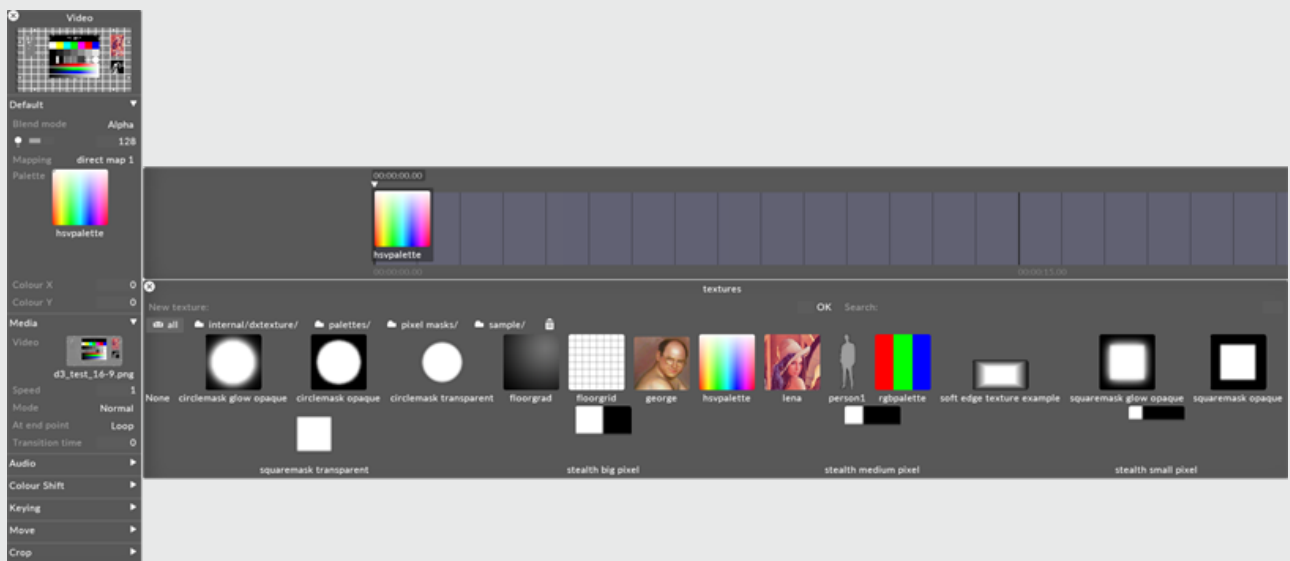 Video
Default
Blend mode Alpha
128
Mapping direct map 1
Palette
hsvpalette
Colour X 0
Colour Y 0
Media
Video
d3_test_16-9.png
Speed 1
Mode Normal
At end point Loop
Transition time 0
Audio
Colour Shift
Keying
Move
Crop
00:00:00.00
hsvpalette
00:00:00.00 00:00:15.00
textures
New texture: OK Search:
all internal/dxtexture/ palettes/ pixel masks/ sample/
None circlemask glow opaque circlemask opaque circlemask transparent floorgrad floorgrid george hsvpalette lena person1 rgbpalette soft edge texture example squaremask glow opaque squaremask opaque
squaremask transparent stealth big pixel stealth medium pixel stealth small pixel